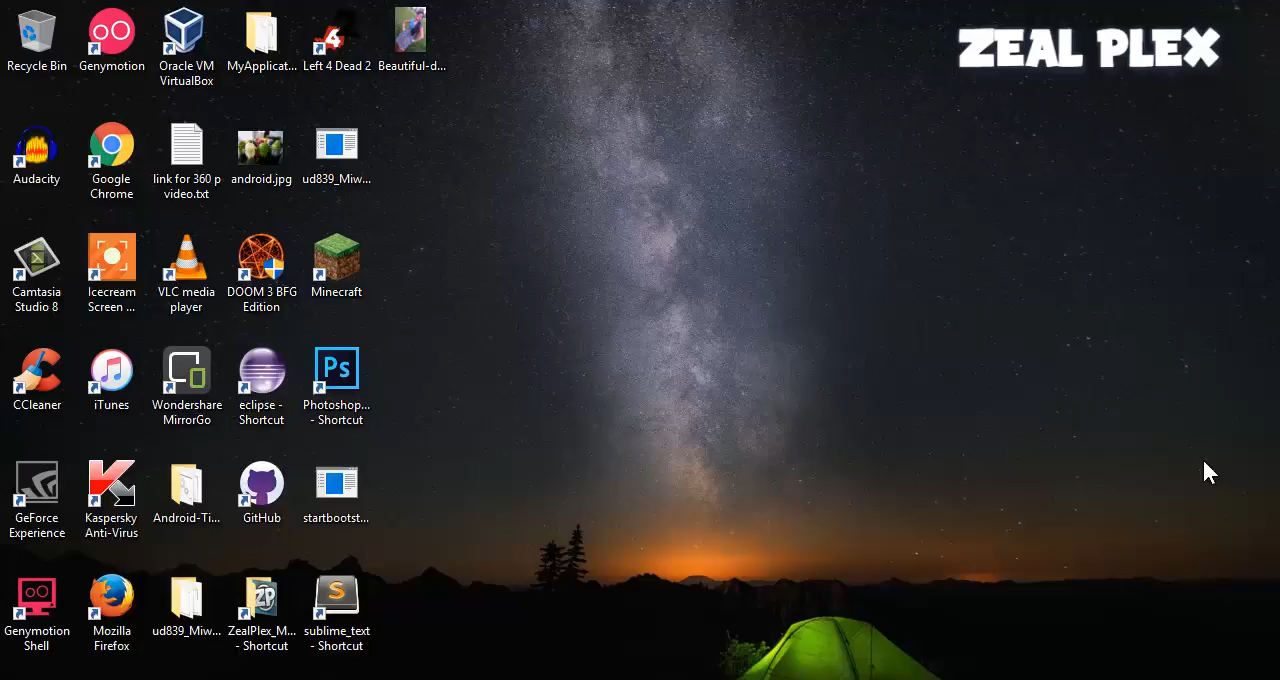 ZEAL PLEX
Recycle Bin
Genymotion
Oracle VM
VirtualBox
MyApplicat...
Left 4 Dead 2
Beautiful-d...
Audacity
Google
Chrome
link for 360 p
video.txt
android.jpg
ud839_Miw...
Camtasia
Studio 8
Icecream
Screen ...
VLC media
player
DOOM 3 BFG
Edition
Minecraft
CCleaner
iTunes
Wondershare
MirrorGo
eclipse -
Shortcut
Ps
Photoshop...
- Shortcut
GeForce
Experience
Kaspersky
Anti-Virus
Android-Ti...
GitHub
startbootst...
Genymotion
Shell
Mozilla
Firefox
ud839_Miw...
ZP
ZealPlex_M...
- Shortcut
S
sublime_text
- Shortcut